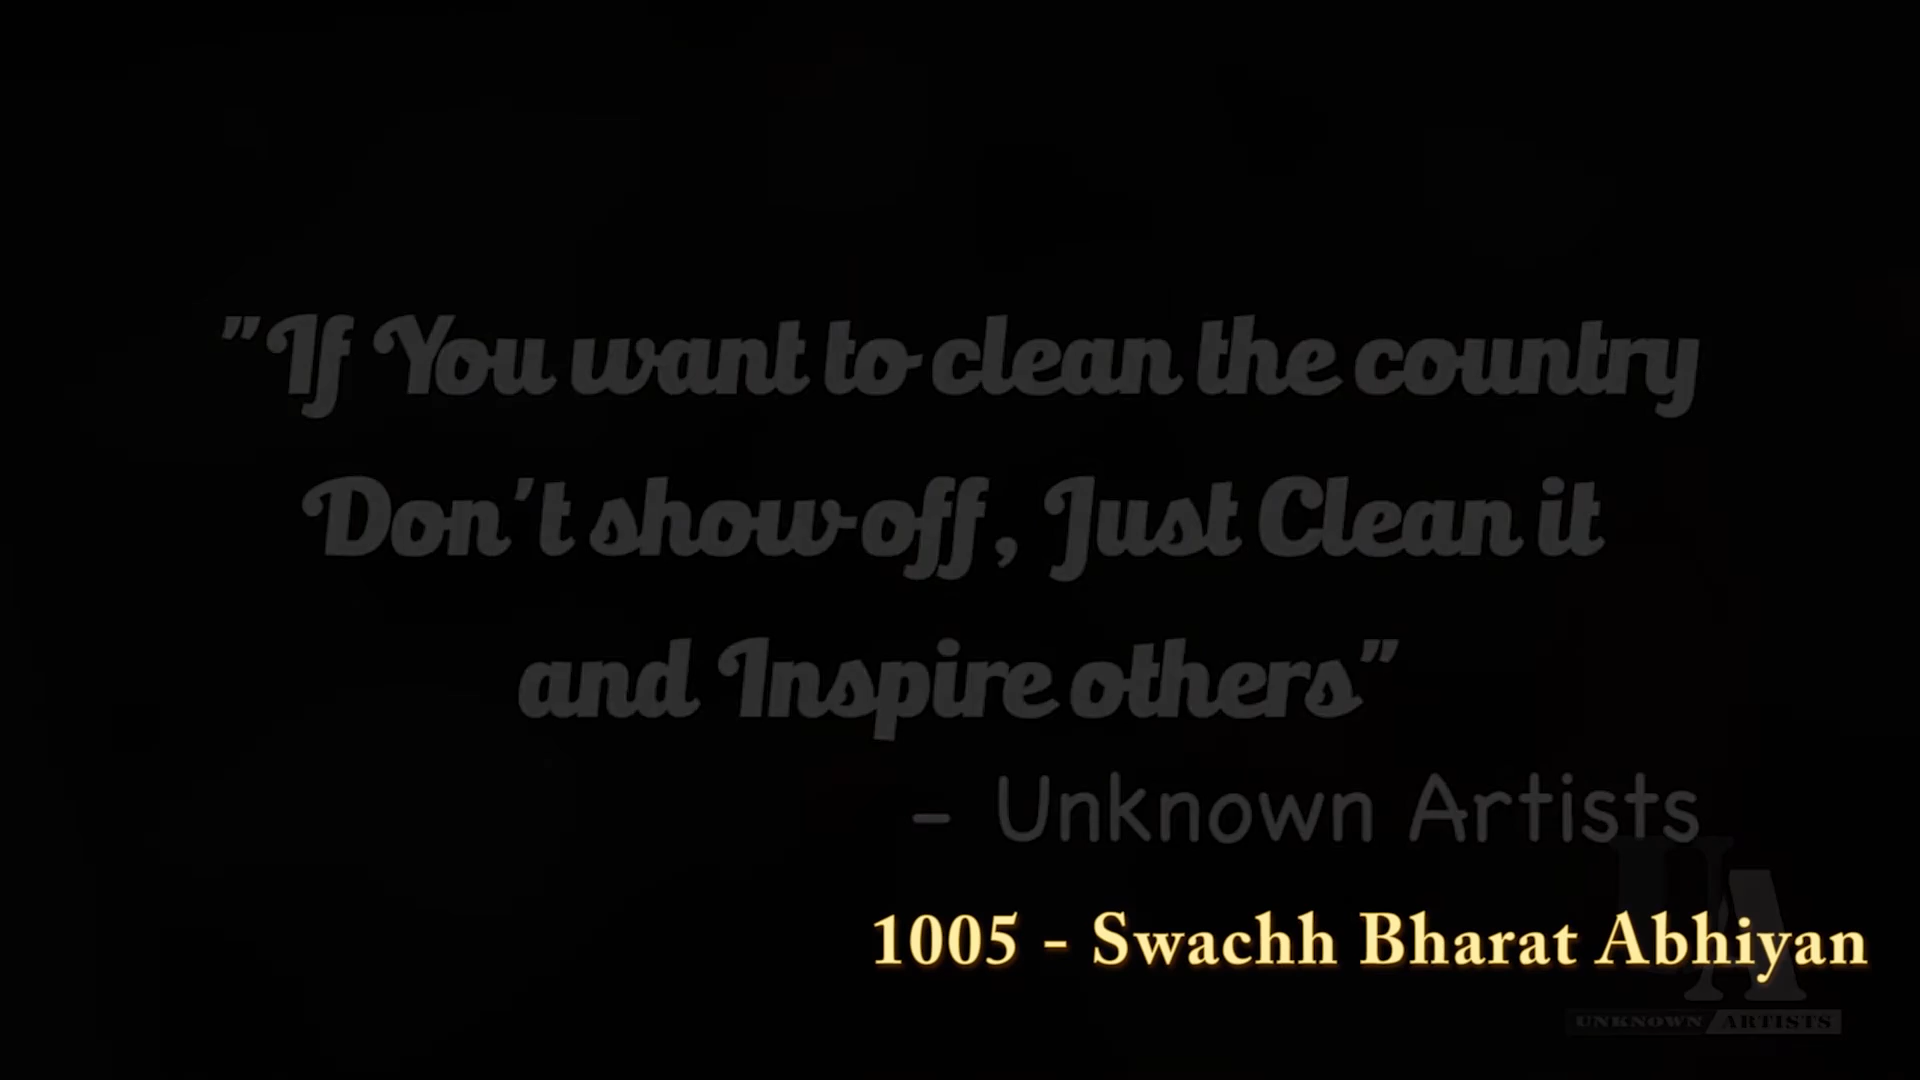 "If You want to clean the country
Don't show off, Just Clean it
and Inspire others"
- Unknown Artists
1005 - Swachh Bharat Abhiyan
UA
UNKNOWN ARTISTS